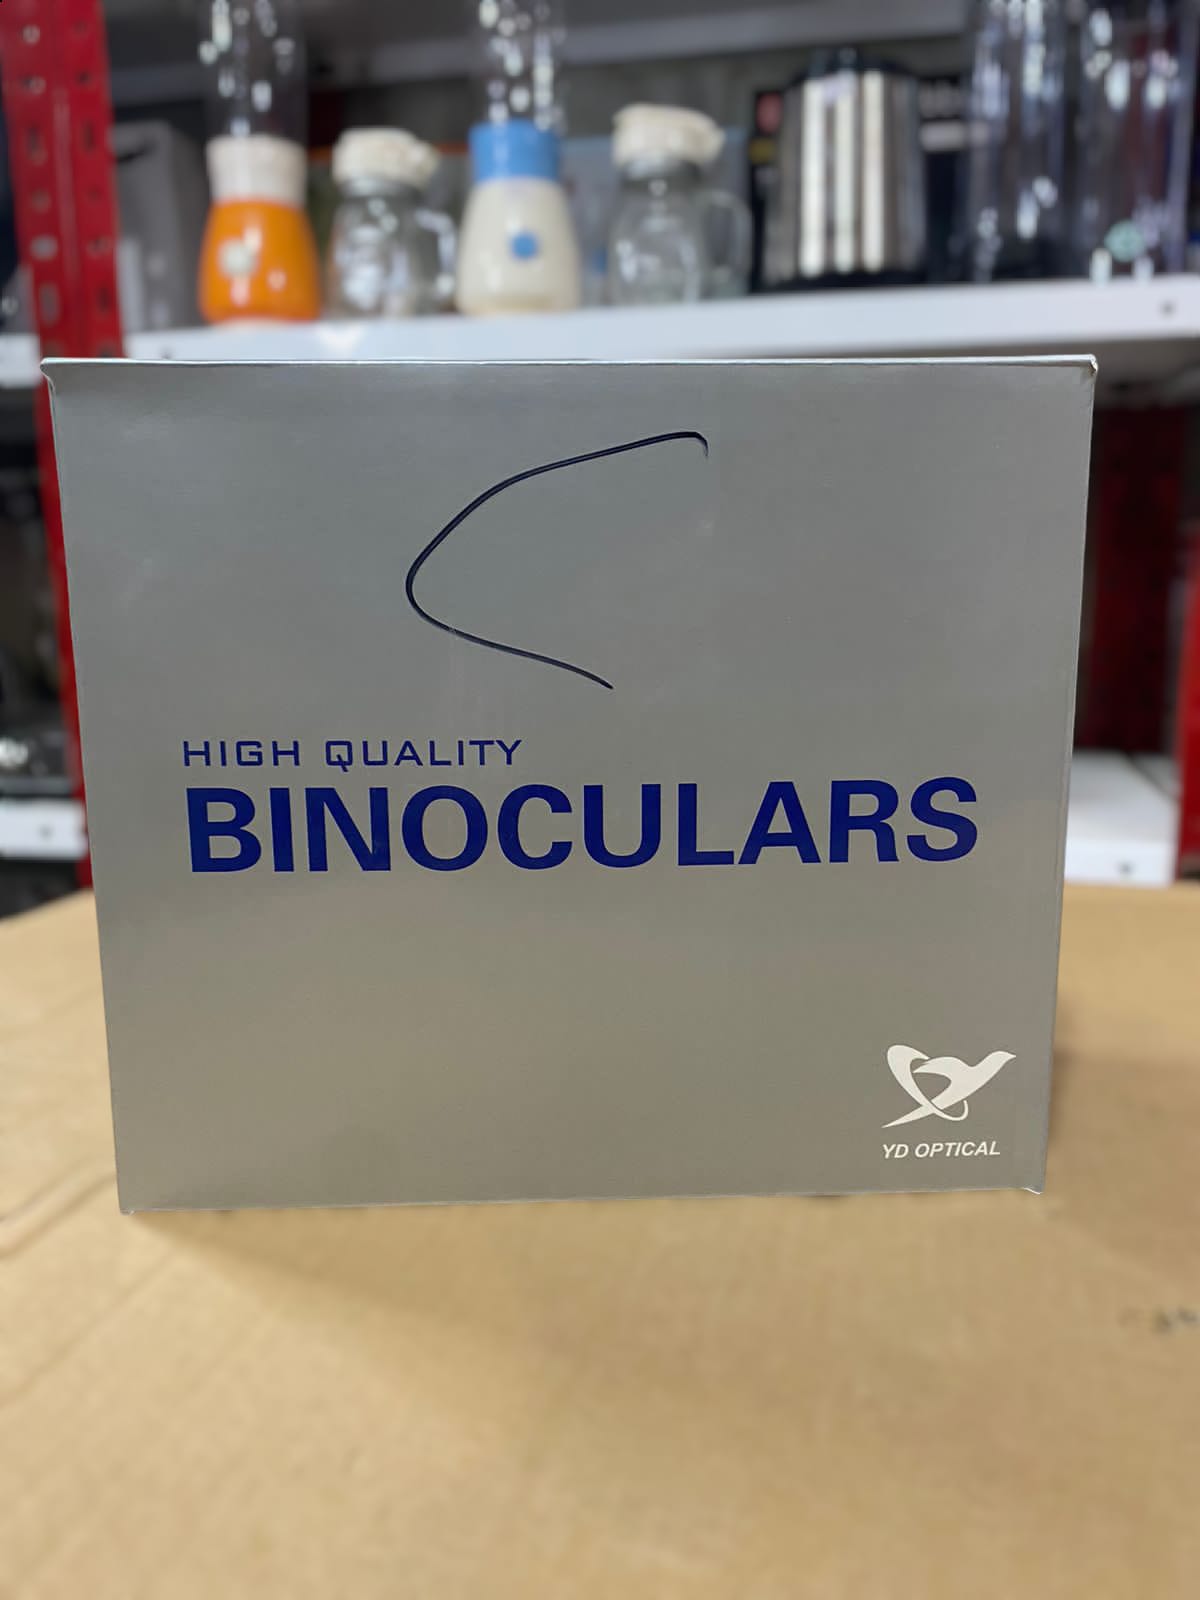 HIGH QUALITY
BINOCULARS
YD OPTICAL